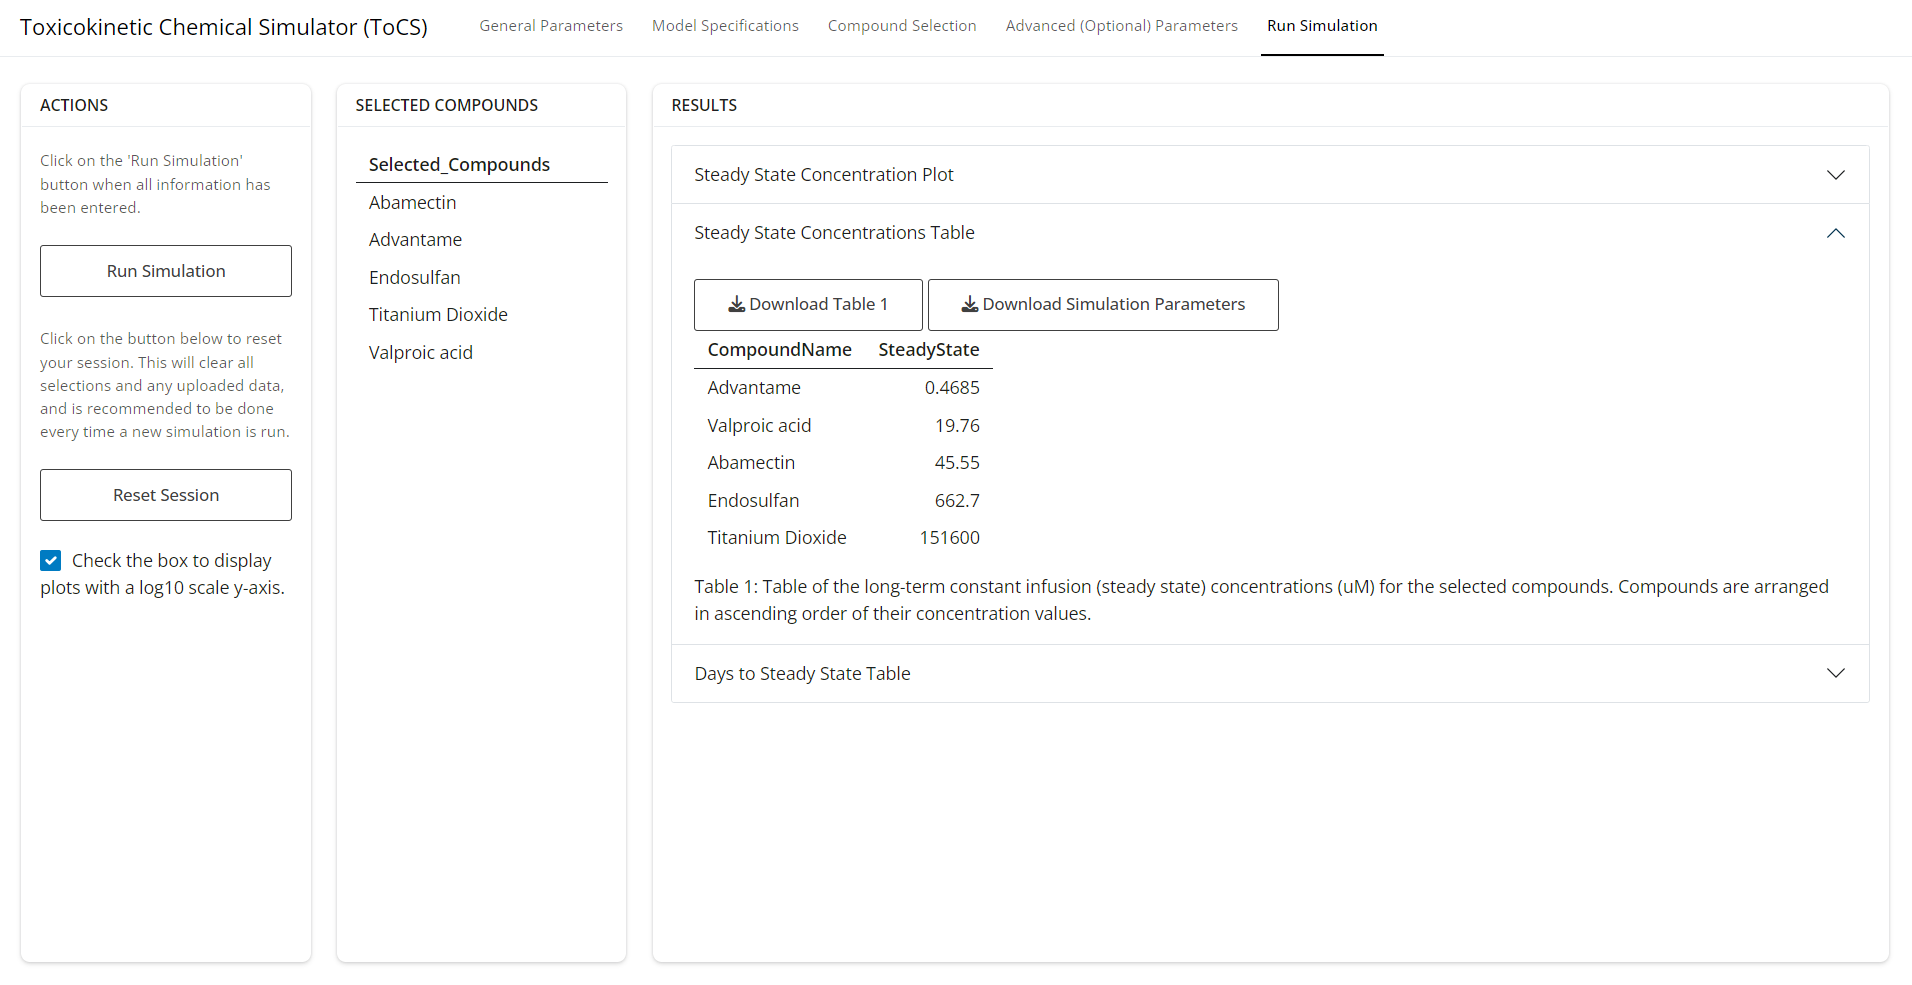 Toxicokinetic Chemical Simulator (ToCS)
General Parameters
Model Specifications
Compound Selection
Advanced (Optional) Parameters
Run Simulation
ACTIONS
Click on the 'Run Simulation'
button when all information has
been entered.
Run Simulation
Click on the button below to reset
your session. This will clear all
selections and any uploaded data,
and is recommended to be done
every time a new simulation is run.
Reset Session
Check the box to display
plots with a log10 scale y-axis.
SELECTED COMPOUNDS
Selected_Compounds
Abamectin
Advantame
Endosulfan
Titanium Dioxide
Valproic acid
RESULTS
Steady State Concentration Plot
Steady State Concentrations Table
Download Table 1
Download Simulation Parameters
CompoundName SteadyState
Advantame 0.4685
Valproic acid 19.76
Abamectin 45.55
Endosulfan 662.7
Titanium Dioxide 151600
Table 1: Table of the long-term constant infusion (steady state) concentrations (uM) for the selected compounds. Compounds are arranged
in ascending order of their concentration values.
Days to Steady State Table